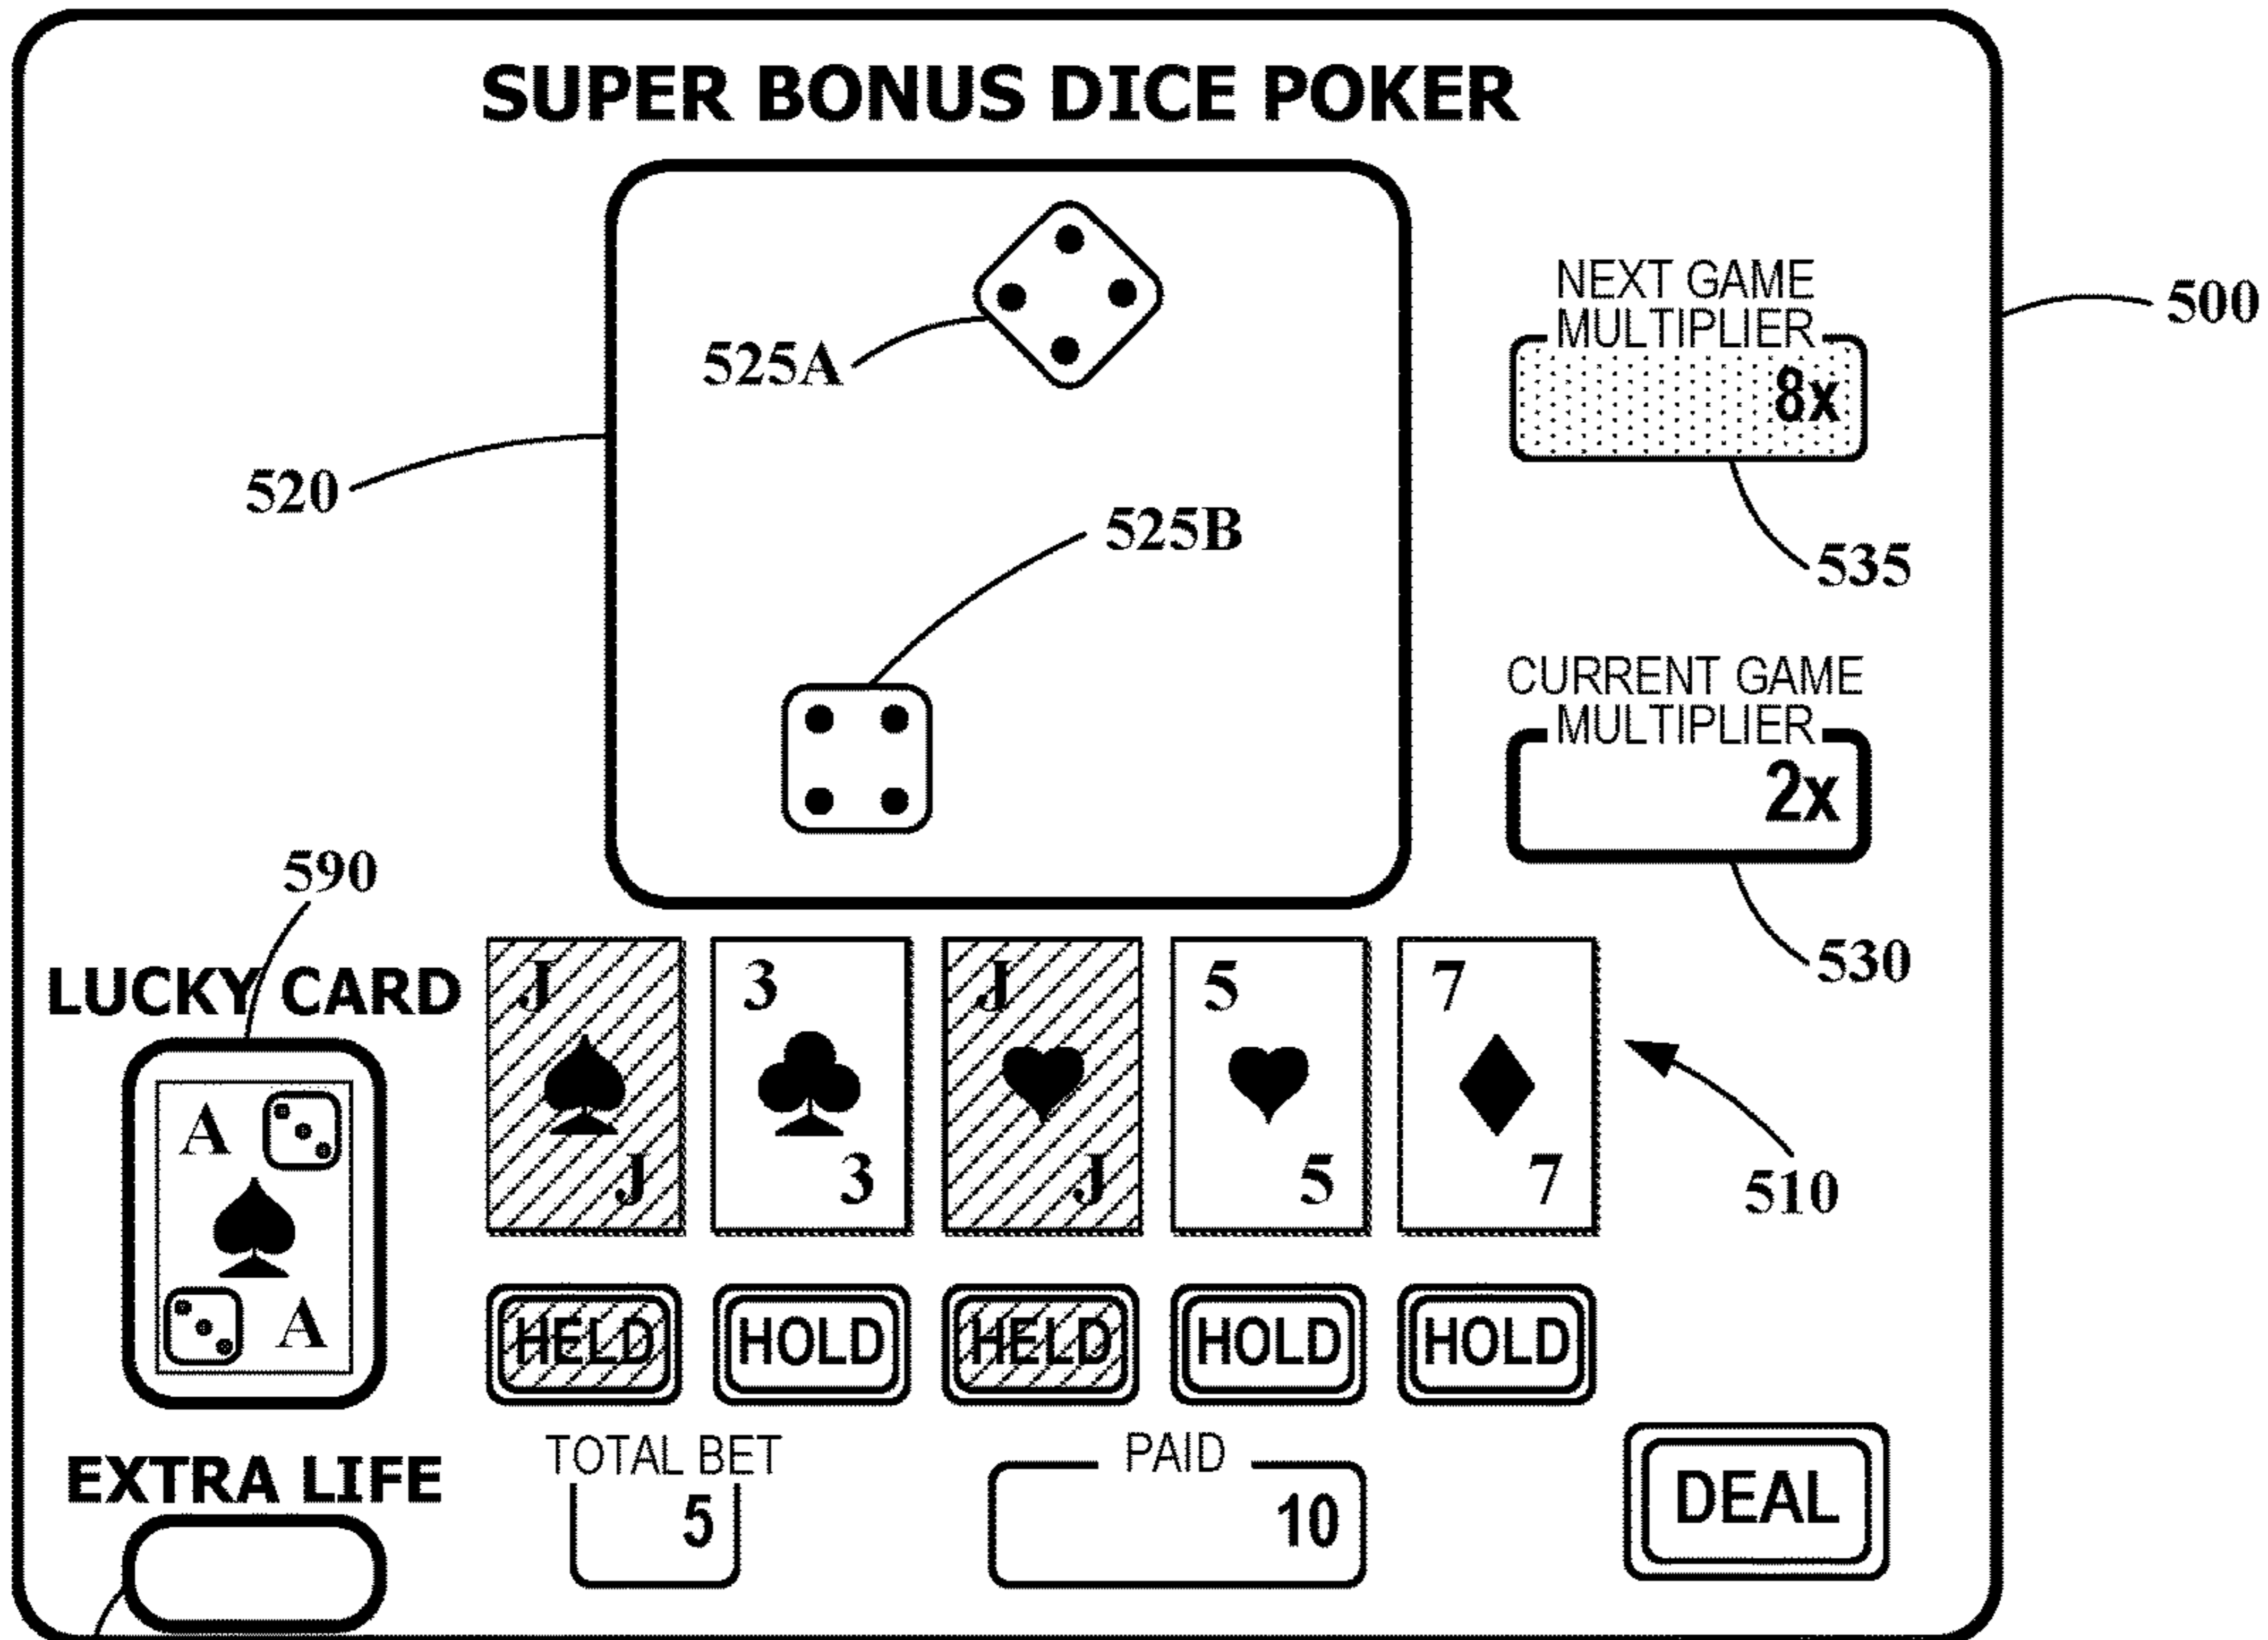 SUPER BONUS DICE POKER
NEXT GAME
MULTIPLIER
8x
500
525A
520
525B
535
CURRENT GAME
MULTIPLIER
2x
590
530
LUCKY CARD
J 3 J 5 7
A
J 3 J 5 7
510
A
HELD HOLD HELD HOLD HOLD
EXTRA LIFE
TOTAL BET
5
PAID
10
DEAL